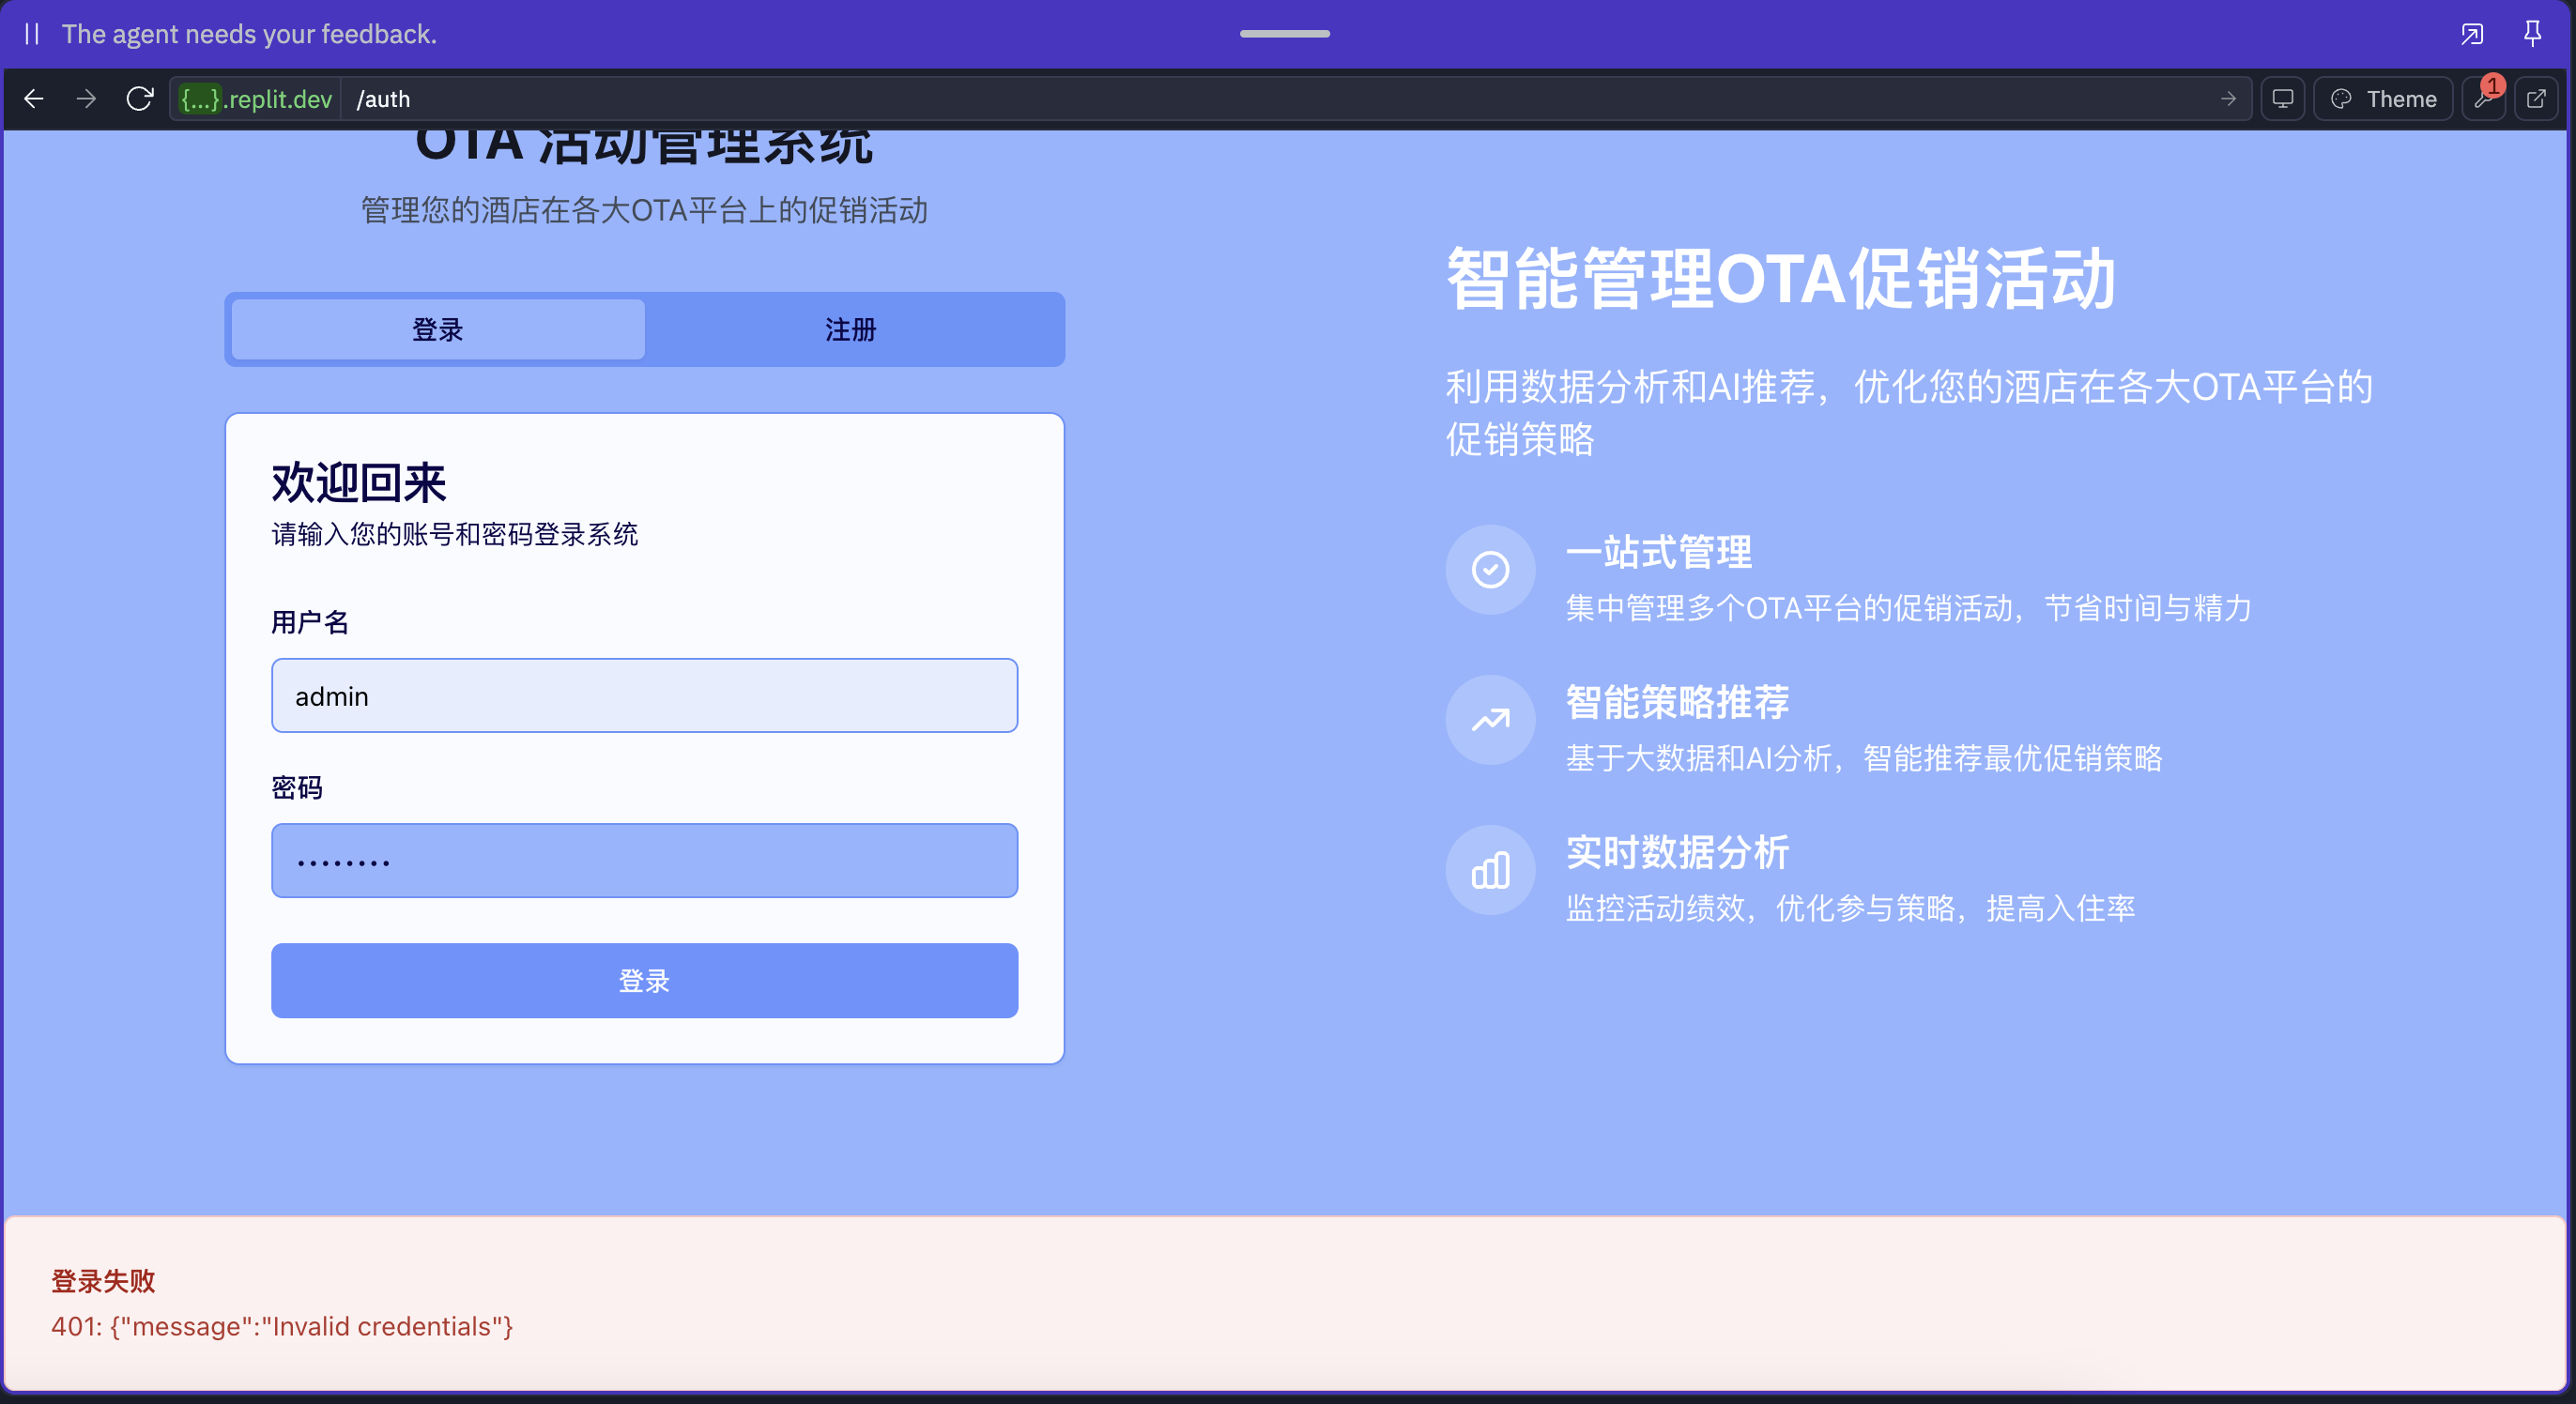 The agent needs your feedback.
{...}.replit.dev /auth
Theme
1
OTA 活动管理系统
管理您的酒店在各大OTA平台上的促销活动
登录
注册
欢迎回来
请输入您的账号和密码登录系统
用户名
admin
密码
登录
智能管理OTA促销活动
利用数据分析和AI推荐，优化您的酒店在各大OTA平台的
促销策略
一站式管理
集中管理多个OTA平台的促销活动，节省时间与精力
智能策略推荐
基于大数据和AI分析，智能推荐最优促销策略
实时数据分析
监控活动绩效，优化参与策略，提高入住率
登录失败
401: {"message":"Invalid credentials"}